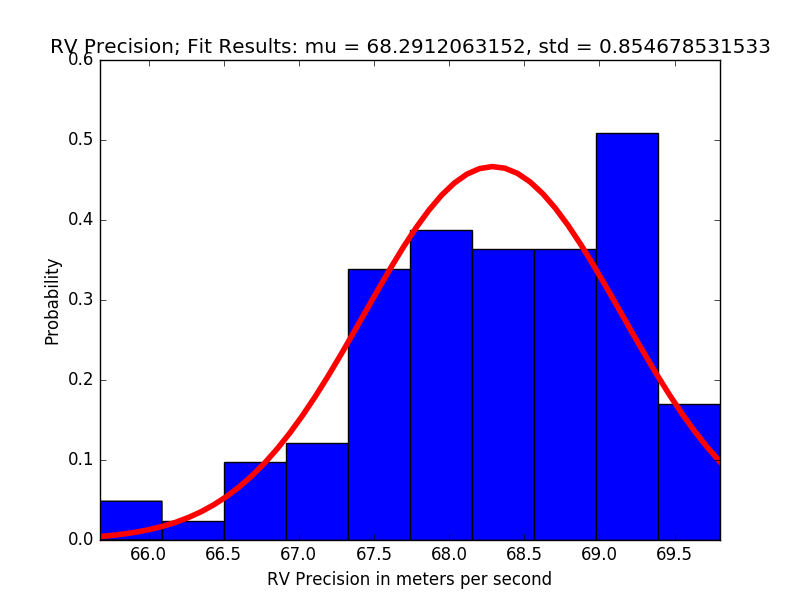 RV Precision; Fit Results: mu = 68.2912063152, std = 0.854678531533
0.6
0.5
0.4
0.3
0.2
0.1
0.0
Probability
66.0 66.5 67.0 67.5 68.0 68.5 69.0 69.5
RV Precision in meters per second